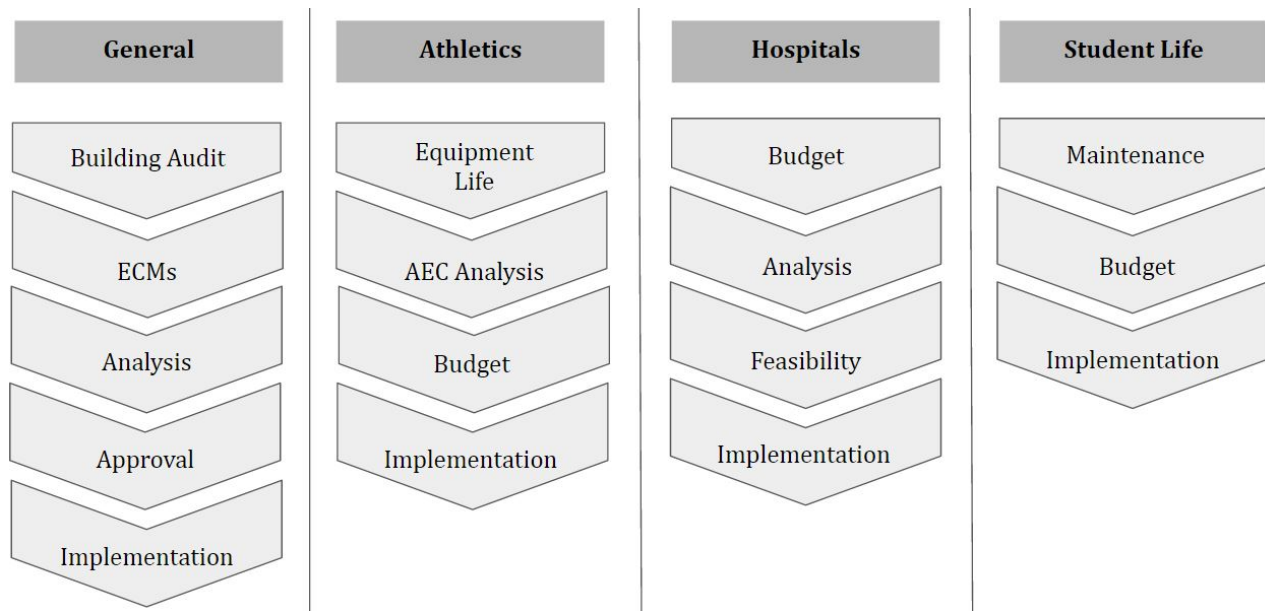 General
Building Audit
ECMs
Analysis
Approval
Implementation
Athletics
Equipment
Life
AEC Analysis
Budget
Implementation
Hospitals
Budget
Analysis
Feasibility
Implementation
Student Life
Maintenance
Budget
Implementation